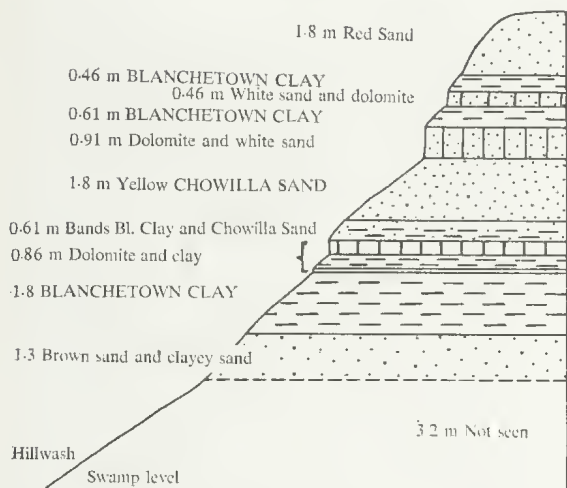 1·8 m Red Sand
0·46 m BLANCHETOWN CLAY
0·46 m White sand and dolomite
0·61 m BLANCHETOWN CLAY
0·91 m Dolomite and white sand
1·8 m Yellow CHOWILLA SAND
0·61 m Bands Bl. Clay and Chowilla Sand
0·86 m Dolomite and clay
1·8 BLANCHETOWN CLAY
1·3 Brown sand and clayey sand
3·2 m Not seen
Hillwash
Swamp level